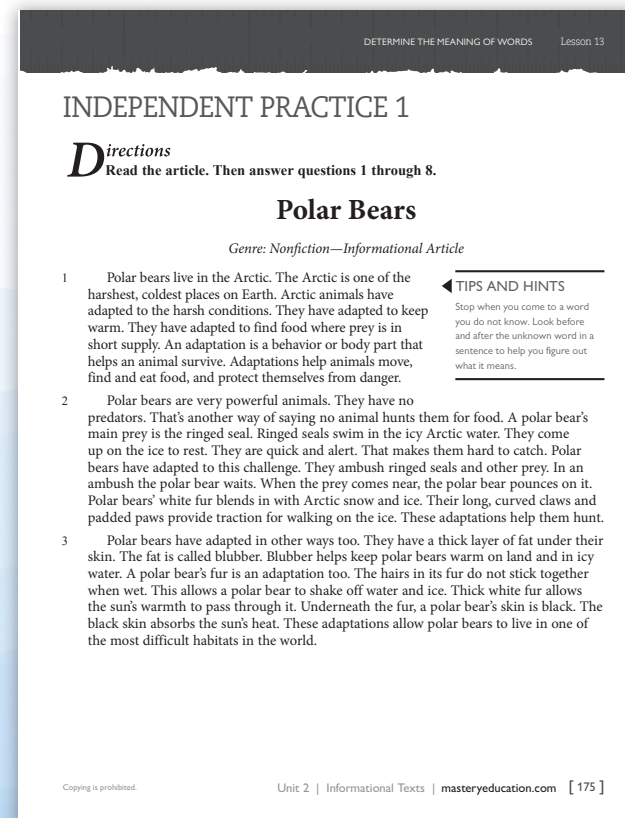 DETERMINE THE MEANING OF WORDS Lesson 13
INDEPENDENT PRACTICE 1
Directions
Read the article. Then answer questions 1 through 8.
Polar Bears
Genre: Nonfiction—Informational Article
1 Polar bears live in the Arctic. The Arctic is one of the
harshest, coldest places on Earth. Arctic animals have
adapted to the harsh conditions. They have adapted to keep
warm. They have adapted to find food where prey is in
short supply. An adaptation is a behavior or body part that
helps an animal survive. Adaptations help animals move,
find and eat food, and protect themselves from danger.
TIPS AND HINTS
Stop when you come to a word
you do not know. Look before
and after the unknown word in a
sentence to help you figure out
what it means.
2 Polar bears are very powerful animals. They have no
predators. That's another way of saying no animal hunts them for food. A polar bear's
main prey is the ringed seal. Ringed seals swim in the icy Arctic water. They come
up on the ice to rest. They are quick and alert. That makes them hard to catch. Polar
bears have adapted to this challenge. They ambush ringed seals and other prey. In an
ambush the polar bear waits. When the prey comes near, the polar bear pounces on it.
Polar bears' white fur blends in with Arctic snow and ice. Their long, curved claws and
padded paws provide traction for walking on the ice. These adaptations help them hunt.
3 Polar bears have adapted in other ways too. They have a thick layer of fat under their
skin. The fat is called blubber. Blubber helps keep polar bears warm on land and in icy
water. A polar bear's fur is an adaptation too. The hairs in its fur do not stick together
when wet. This allows a polar bear to shake off water and ice. Thick white fur allows
the sun's warmth to pass through it. Underneath the fur, a polar bear's skin is black. The
black skin absorbs the sun's heat. These adaptations allow polar bears to live in one of
the most difficult habitats in the world.
Copying is prohibited. Unit 2 | Informational Texts | masteryeducation.com [ 175 ]